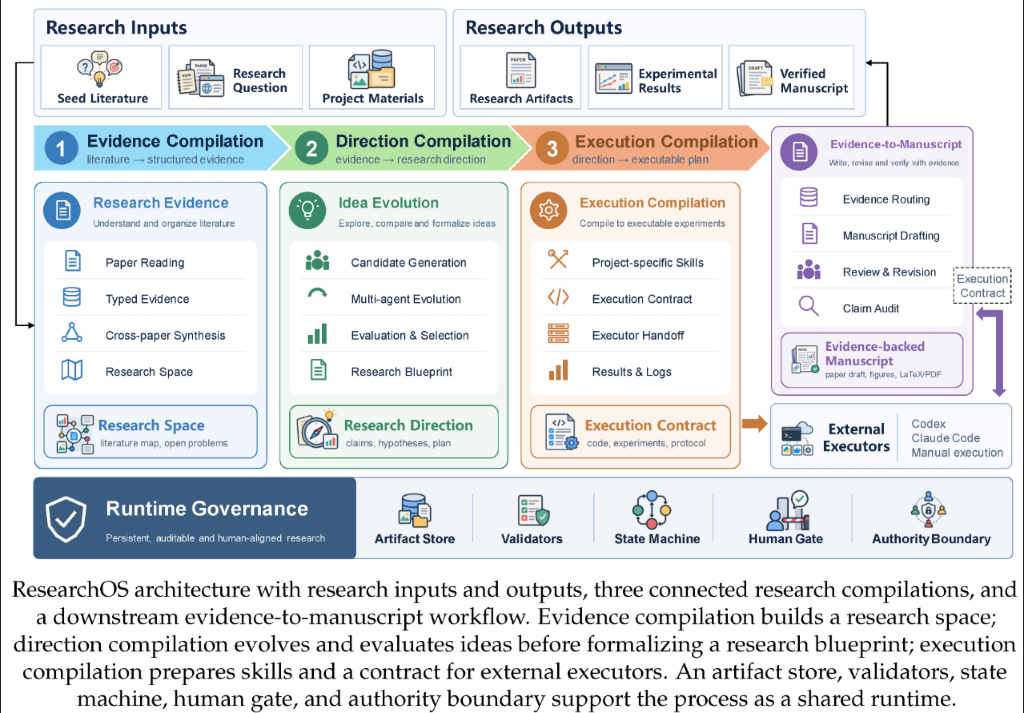 Research Inputs
Seed Literature
Research
Question
Project Materials
Research Outputs
Research Artifacts
Experimental
Results
Verified
Manuscript
1 Evidence Compilation
literature → structured evidence
2 Direction Compilation
evidence → research direction
3 Execution Compilation
direction → executable plan
Research Evidence
Understand and organize literature
Paper Reading
Typed Evidence
Cross-paper Synthesis
Research Space
Research Space
literature map, open problems
Idea Evolution
Explore, compare and formalize ideas
Candidate Generation
Multi-agent Evolution
Evaluation & Selection
Research Blueprint
Research Direction
claims, hypotheses, plan
Execution Compilation
Compile to executable experiments
Project-specific Skills
Execution Contract
Executor Handoff
Results & Logs
Execution Contract
code, experiments, protocol
Evidence-to-Manuscript
Write, revise and verify with evidence
Evidence Routing
Manuscript Drafting
Review & Revision
Claim Audit
Evidence-backed
Manuscript
paper draft, figures, LaTeX/PDF
Execution
Contract
External
Executors
Codex
Claude Code
Manual execution
Runtime Governance
Persistent, auditable and human-aligned research
Artifact Store
Validators
State Machine
Human Gate
Authority Boundary
ResearchOS architecture with research inputs and outputs, three connected research compilations, and
a downstream evidence-to-manuscript workflow. Evidence compilation builds a research space;
direction compilation evolves and evaluates ideas before formalizing a research blueprint; execution
compilation prepares skills and a contract for external executors. An artifact store, validators, state
machine, human gate, and authority boundary support the process as a shared runtime.